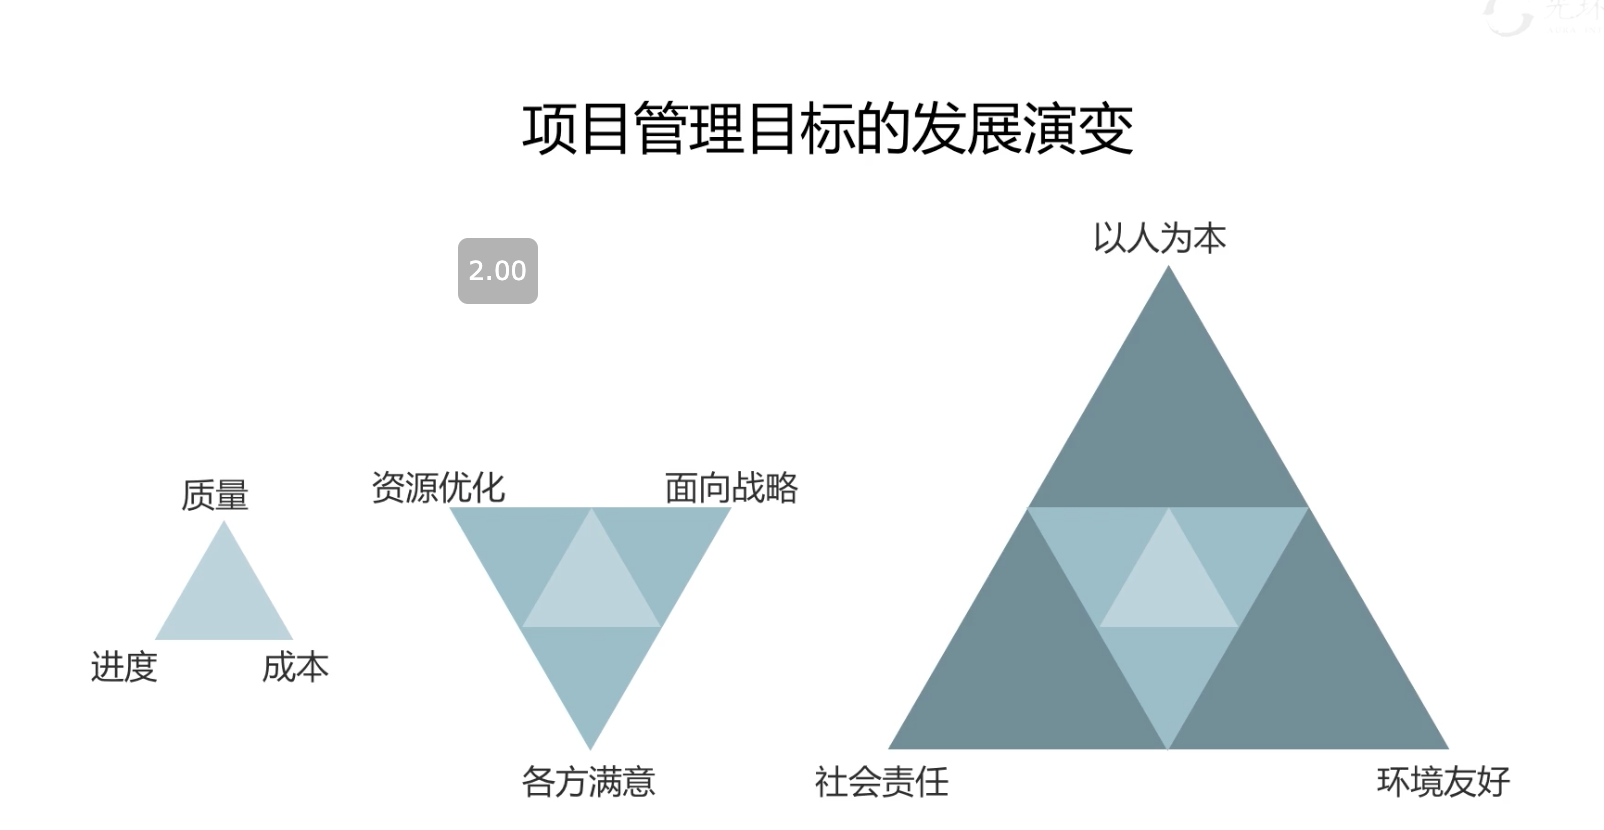 光环
项目管理目标的发展演变
以人为本
2.00
资源优化
面向战略
质量
进度
成本
各方满意
社会责任
环境友好